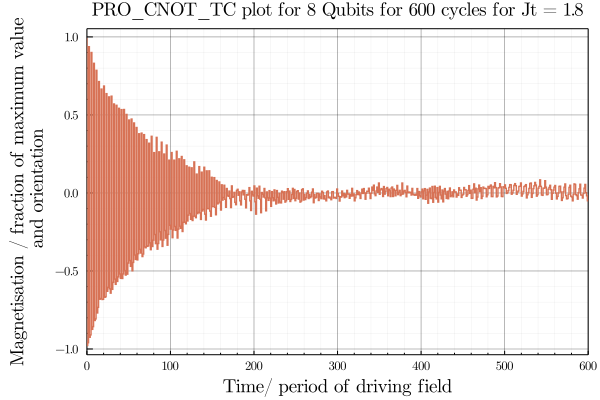 PRO_CNOT_TC plot for 8 Qubits for 600 cycles for Jt = 1.8
Magnetisation / fraction of maximum value
and orientation
1.0
0.5
0.0
−0.5
−1.0
0 100 200 300 400 500 600
Time/ period of driving field